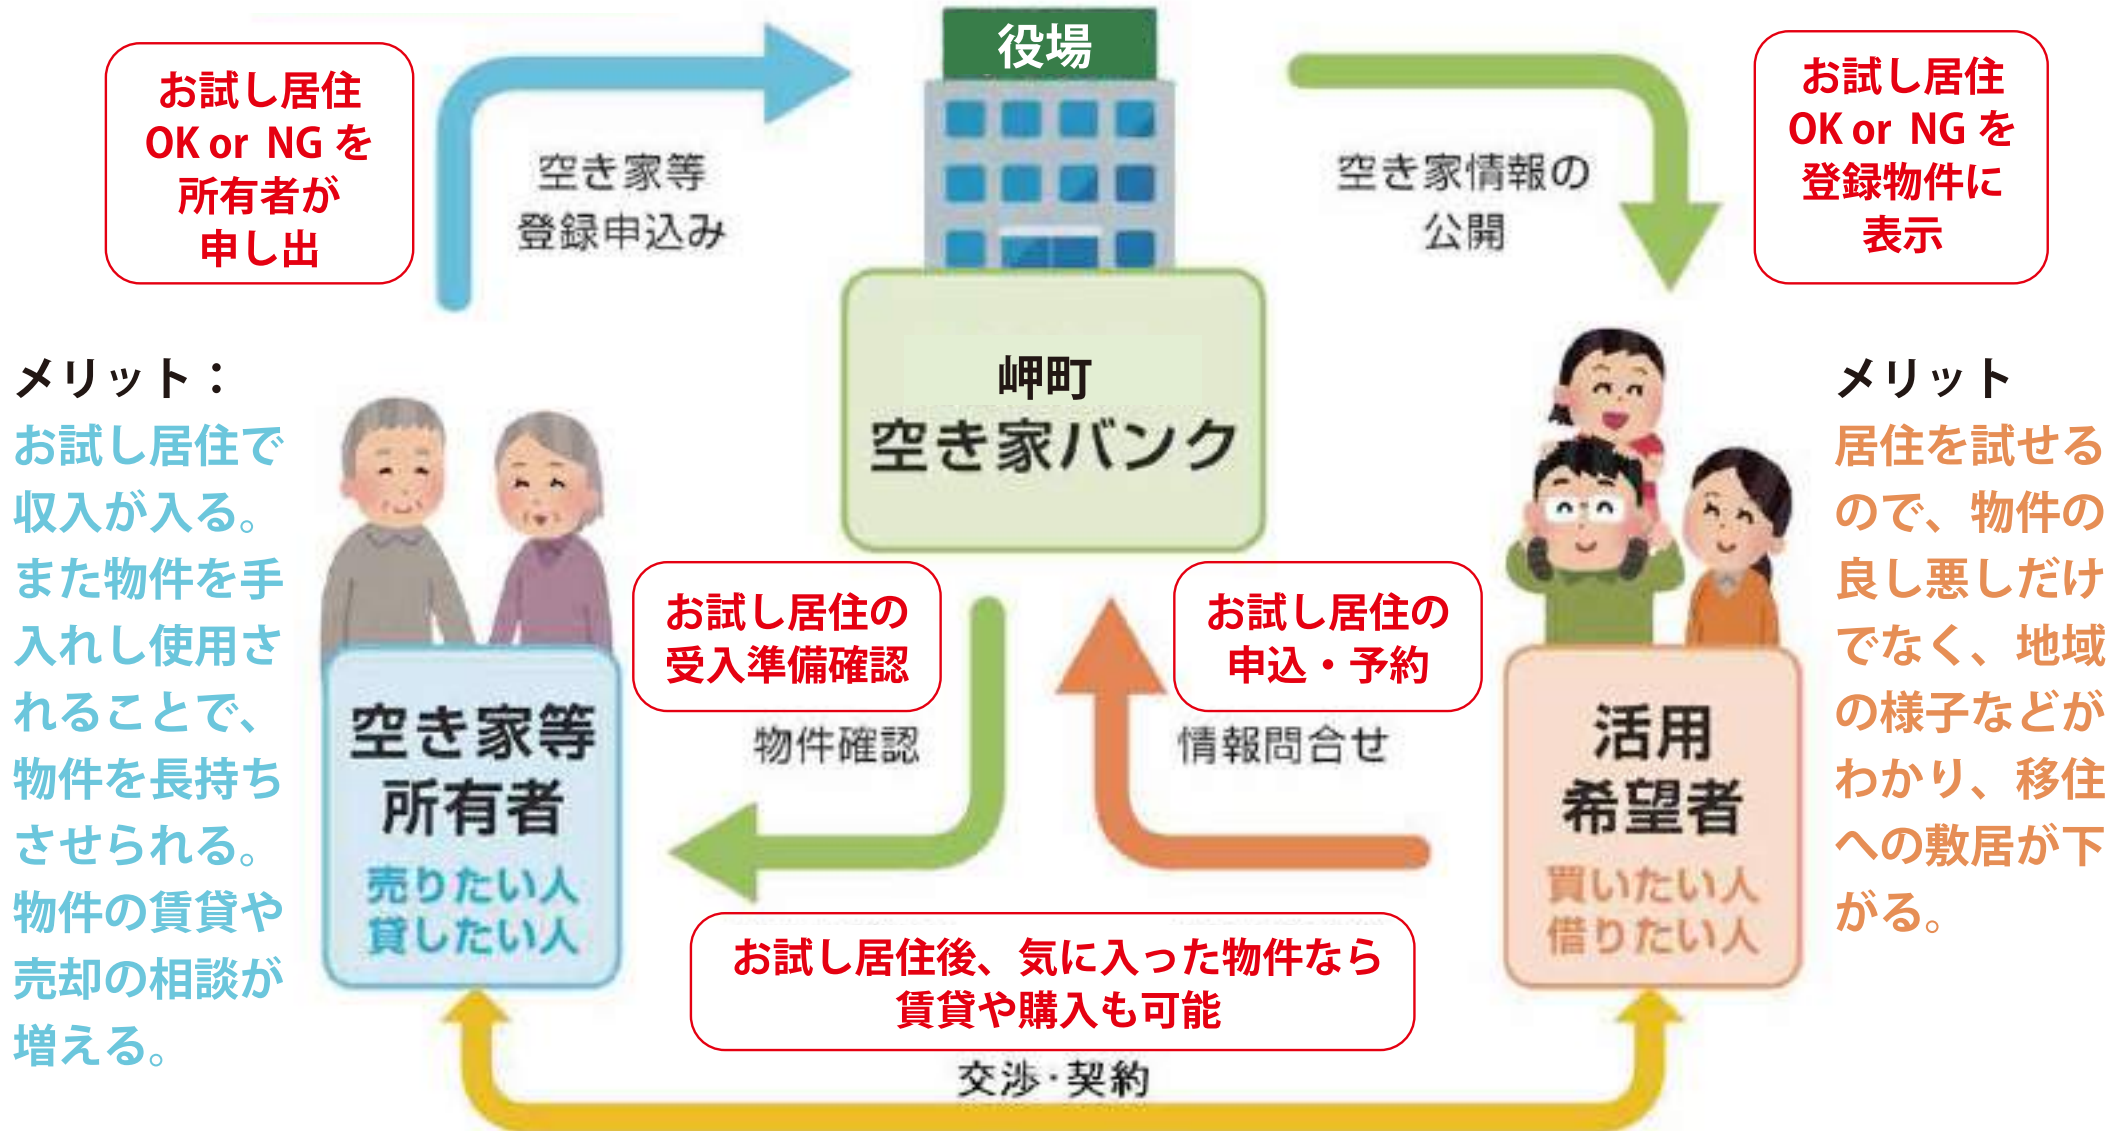 役場
お試し居住
OK or NG を
所有者が
申し出
空き家等
登録申込み
空き家情報の
公開
お試し居住
OK or NG を
登録物件に
表示
岬町
空き家バンク
メリット：
お試し居住で
収入が入る。
また物件を手
入れし使用さ
れることで、
物件を長持ち
させられる。
物件の賃貸や
売却の相談が
増える。
メリット
居住を試せる
ので、物件の
良し悪しだけ
でなく、地域
の様子などが
わかり、移住
への敷居が下
がる。
お試し居住の
受入準備確認
物件確認
お試し居住の
申込・予約
情報問合せ
空き家等
所有者
売りたい人
貸したい人
活用
希望者
買いたい人
借りたい人
お試し居住後、気に入った物件なら
賃貸や購入も可能
交渉・契約